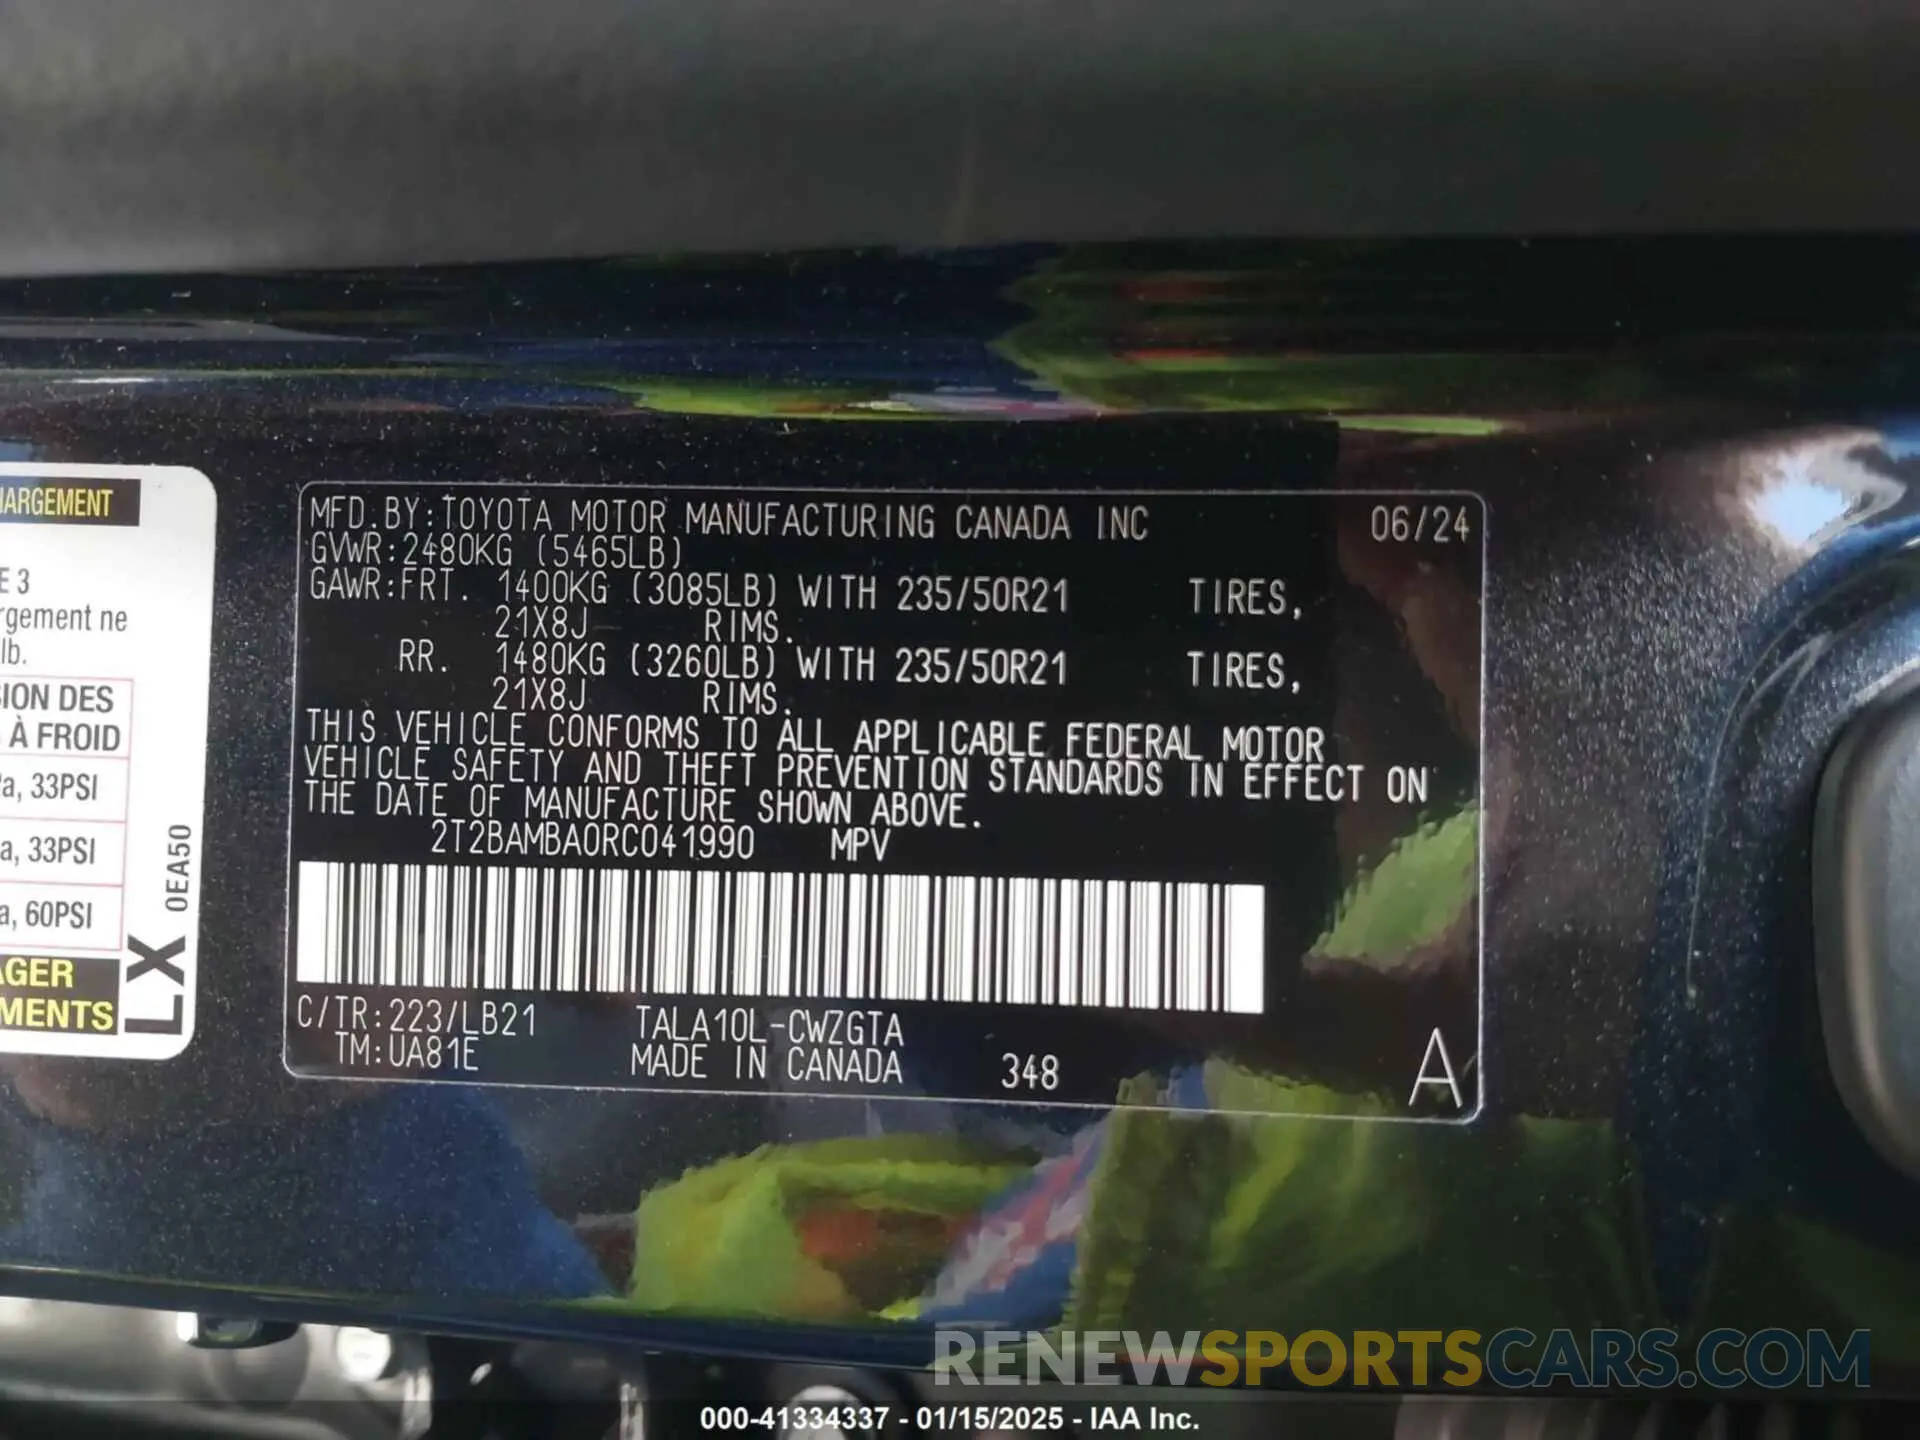 HARGEMENT
E 3
rgement ne
lb.
ION DES
À FROID
Pa, 33PSI
a, 33PSI
a, 60PSI
AGER
MENTS
LX
0EA50
MFD.BY:TOYOTA MOTOR MANUFACTURING CANADA INC 06/24
GVWR:2480KG (5465LB)
GAWR:FRT. 1400KG (3085LB) WITH 235/50R21 TIRES,
21X8J RIMS.
RR. 1480KG (3260LB) WITH 235/50R21 TIRES,
21X8J RIMS.
THIS VEHICLE CONFORMS TO ALL APPLICABLE FEDERAL MOTOR
VEHICLE SAFETY AND THEFT PREVENTION STANDARDS IN EFFECT ON
THE DATE OF MANUFACTURE SHOWN ABOVE.
2T2BAMBA0RC041990 MPV
C/TR:223/LB21 TALA10L-CWZGTA
TM:UA81E MADE IN CANADA 348
A
RENEWSPORTSCARS.COM
000-41334337 - 01/15/2025 - IAA Inc.